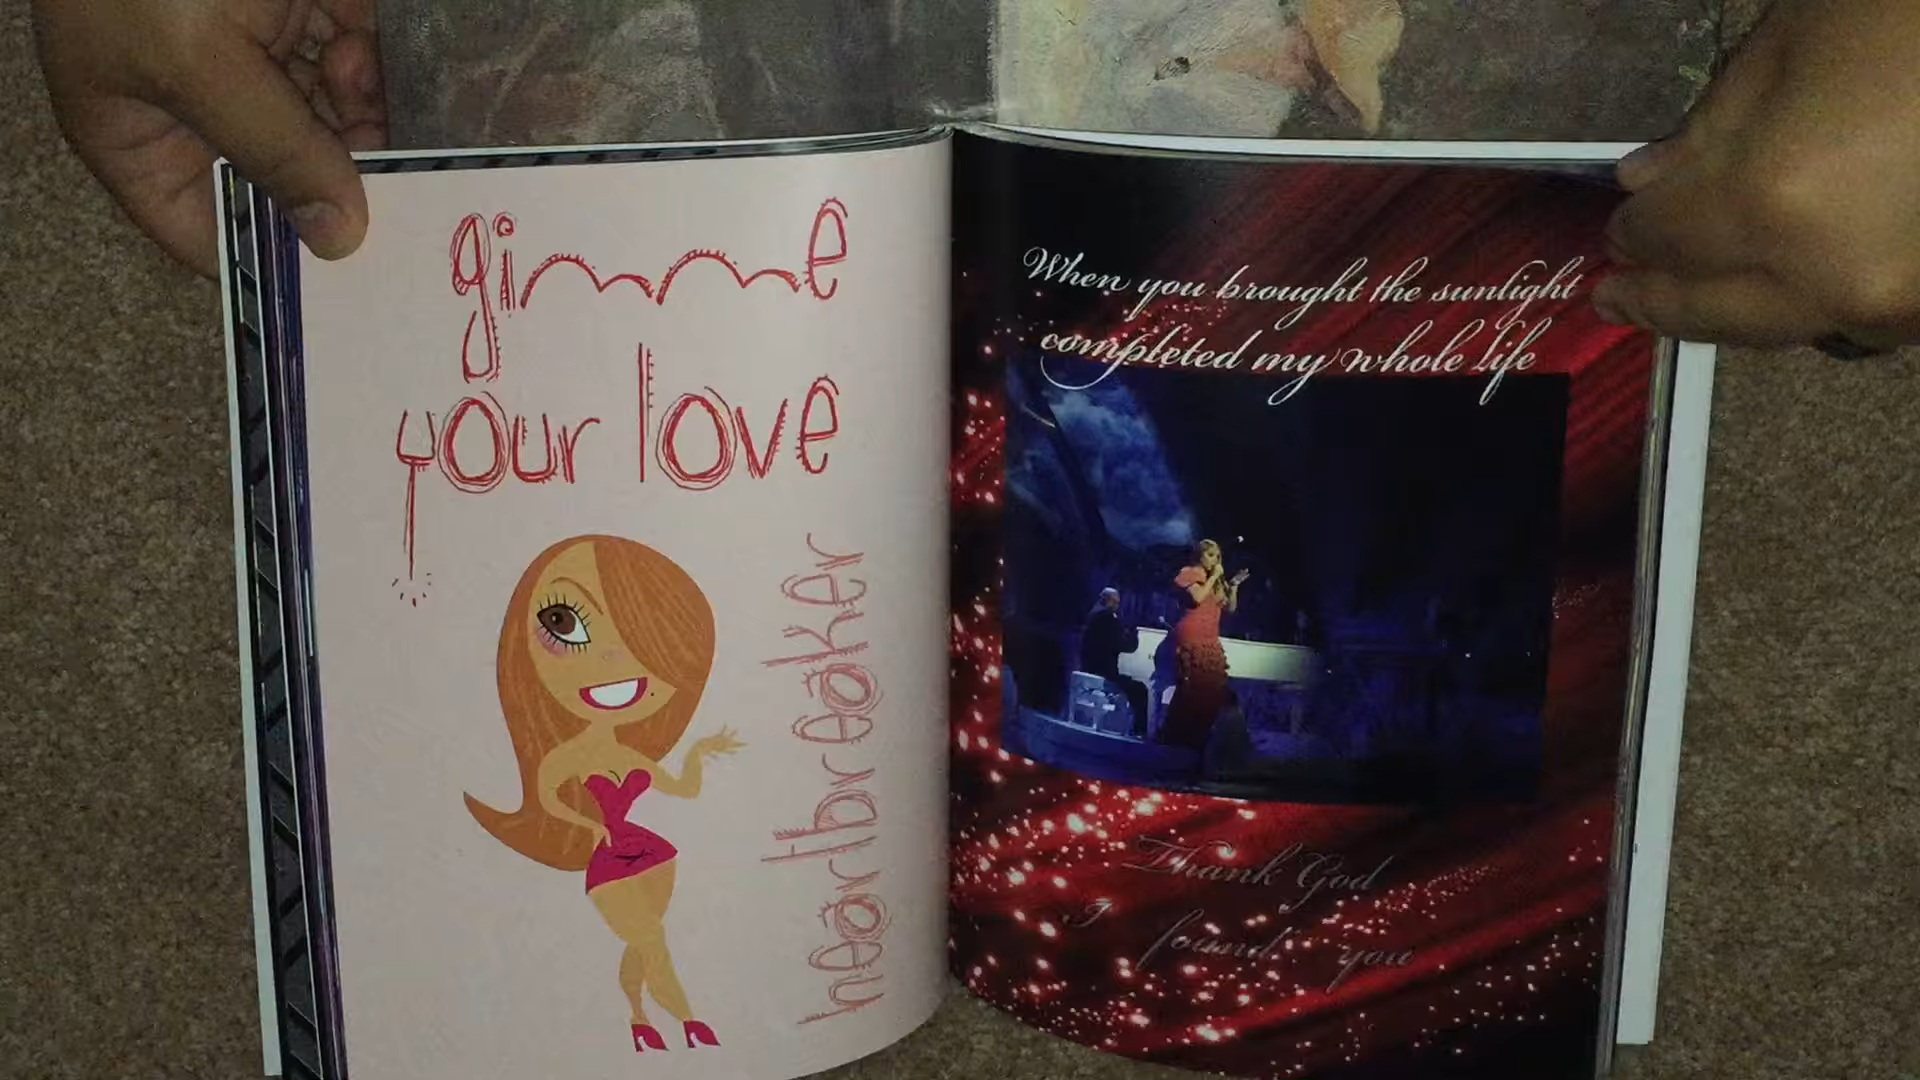 gimme
your love
heartbreaker
When you brought the sunlight
completed my whole life
Thank God
I found you